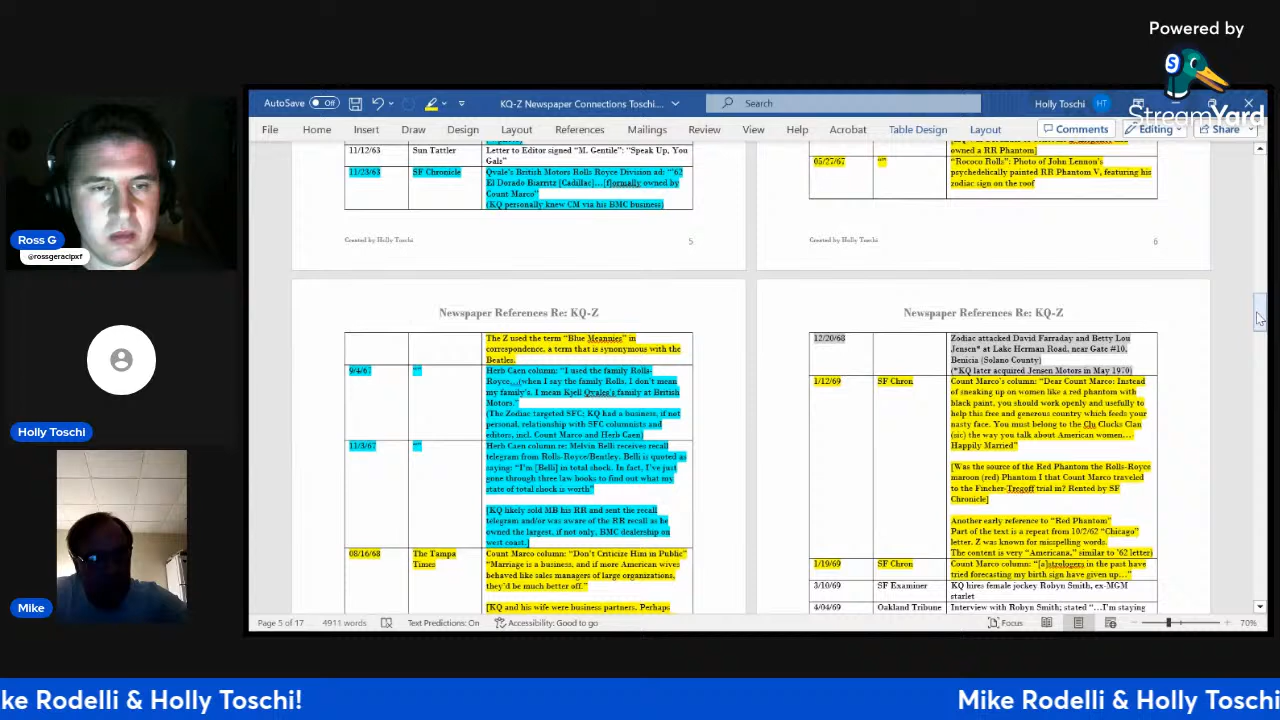 Powered by
S
StreamYard
AutoSave Off
KQ-Z Newspaper Connections Toschi...
Search
Holly Toschi HT
File Home Insert Draw Design Layout References Mailings Review View Help Acrobat Table Design Layout
Comments Editing Share
11/12/63 Sun Tattler Letter to Editor signed “M. Gentile”: “Speak Up, You
Gals”
11/23/63 SF Chronicle Qvale's British Motors Rolls Royce Division ad: “'62
El Dorado Biarritz [Cadillac]…[f]ormally owned by
Count Marco”
(KQ personally knew CM via his BMC business)
Created by Holly Toschi 5
owned a RR Phantom]
05/27/67 “” “Rococo Rolls”: Photo of John Lennon's
psychedelically painted RR Phantom V, featuring his
zodiac sign on the roof
Created by Holly Toschi 6
Newspaper References Re: KQ-Z
The Z used the term “Blue Meannies” in
correspondence, a term that is synonymous with the
Beatles.
9/4/67 “” Herb Caen column: “I used the family Rolls-
Royce…(when I say the family Rolls, I don't mean
my family's. I mean Kjell Qvales's family at British
Motors.”
(The Zodiac targeted SFC; KQ had a business, if not
personal, relationship with SFC columnists and
editors, incl. Count Marco and Herb Caen)
11/3/67 “” Herb Caen column re: Melvin Belli receives recall
telegram from Rolls-Royce/Bentley. Belli is quoted as
saying: “I'm [Belli] in total shock. In fact, I've just
gone through three law books to find out what my
state of total shock is worth”
[KQ likely sold MB his RR and sent the recall
telegram and/or was aware of the RR recall as he
owned the largest, if not only, BMC dealership on
west coast.]
08/16/68 The Tampa Times Count Marco column: “Don't Criticize Him in Public”
“Marriage is a business, and if more American wives
behaved like sales managers of large organizations,
they'd be much better off.”
[KQ and his wife were business partners. Perhaps
Newspaper References Re: KQ-Z
12/20/68 Zodiac attacked David Farraday and Betty Lou
Jensen* at Lake Herman Road, near Gate #10,
Benicia (Solano County)
(*KQ later acquired Jensen Motors in May 1970)
1/12/69 SF Chron Count Marco's column: “Dear Count Marco: Instead
of sneaking up on women like a red phantom with
black paint, you should work openly and usefully to
help this free and generous country which feeds your
nasty face. You must belong to the Clu Clucks Clan
(sic) the way you talk about American women…-
Happily Married”
[Was the source of the Red Phantom the Rolls-Royce
maroon (red) Phantom I that Count Marco traveled
to the Fincher-Tregoff trial in? Rented by SF
Chronicle]
Another early reference to “Red Phantom”
Part of the text is a repeat from 10/2/62 “Chicago”
letter. Z was known for misspelling words.
The content is very “Americana,” similar to '62 letter)
1/19/69 SF Chron Count Marco column: “[a]strologers in the past have
tried forecasting my birth sign have given up…”
3/10/69 SF Examiner KQ hires female jockey Robyn Smith, ex-MGM
starlet
4/04/69 Oakland Tribune Interview with Robyn Smith; stated “…I'm staying
Page 5 of 17 4911 words Text Predictions: On Accessibility: Good to go Focus 70%
Ross G
@rossgeracipxf
Holly Toschi
Mike
ke Rodelli & Holly Toschi! Mike Rodelli & Holly Toschi